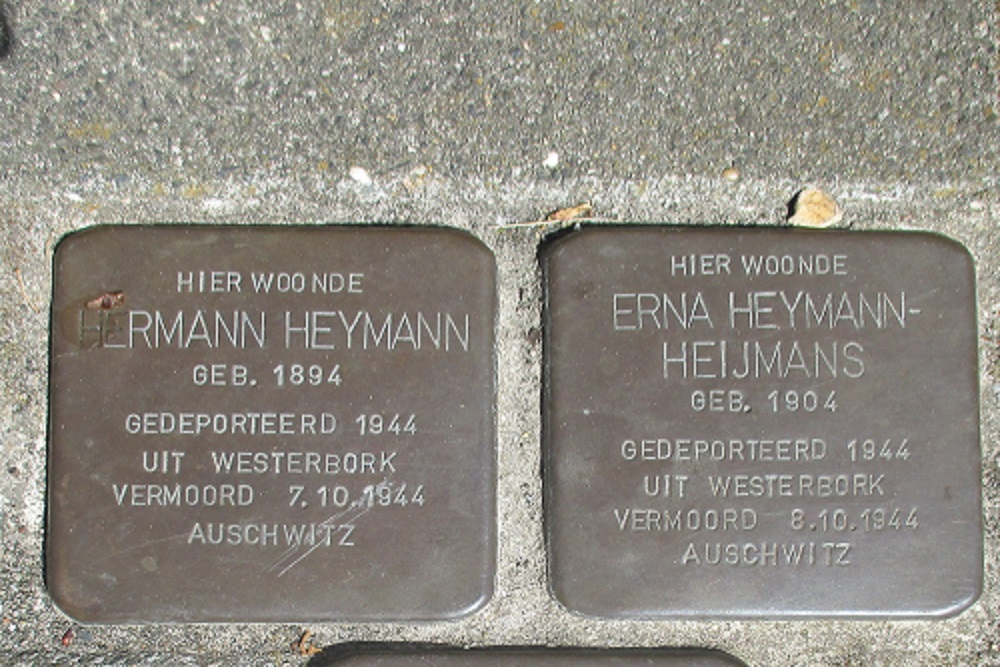 HIER WOONDE
HERMANN HEYMANN
GEB. 1894
GEDEPORTEERD 1944
UIT WESTERBORK
VERMOORD 7.10.1944
AUSCHWITZ
HIER WOONDE
ERNA HEYMANN-
HEIJMANS
GEB. 1904
GEDEPORTEERD 1944
UIT WESTERBORK
VERMOORD 8.10.1944
AUSCHWITZ